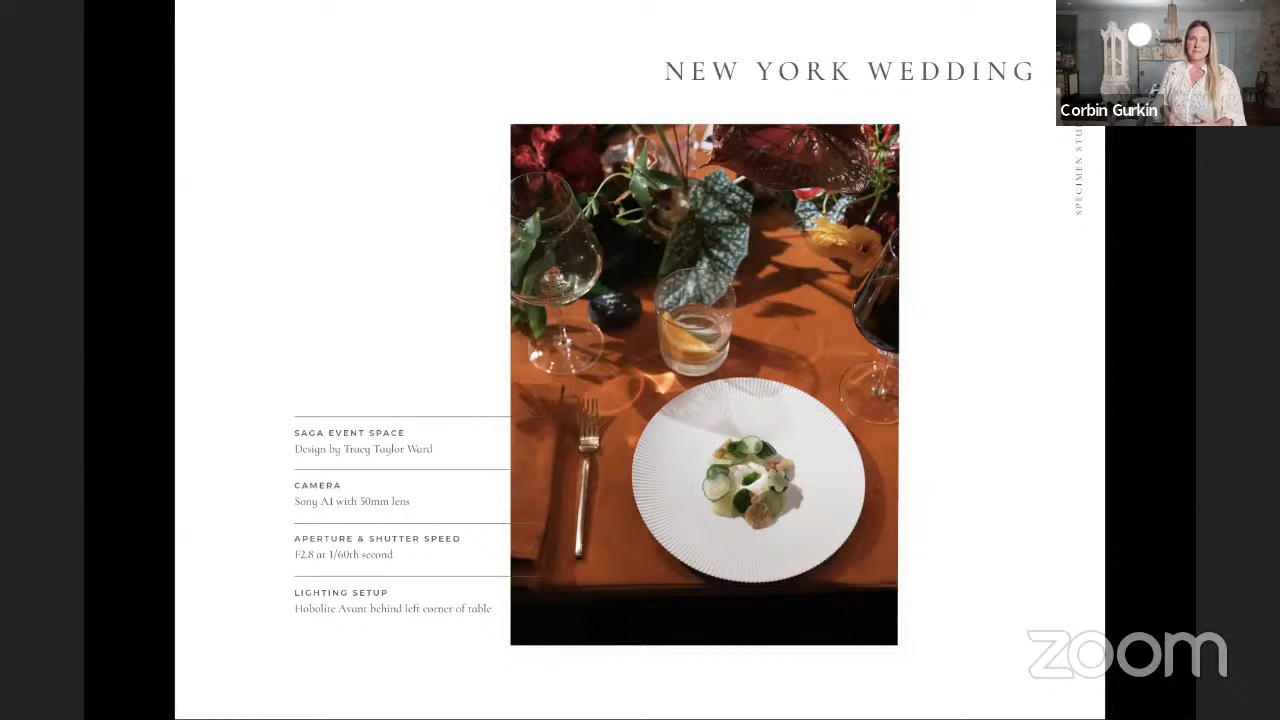 NEW YORK WEDDING
Corbin Gurkin
SPECIMEN
SAGA EVENT SPACE
Design by Tracy Taylor Ward
CAMERA
Sony A1 with 50mm lens
APERTURE & SHUTTER SPEED
F2.8 at 1/60th second
LIGHTING SETUP
Hobolite Avant behind left corner of table
zoom